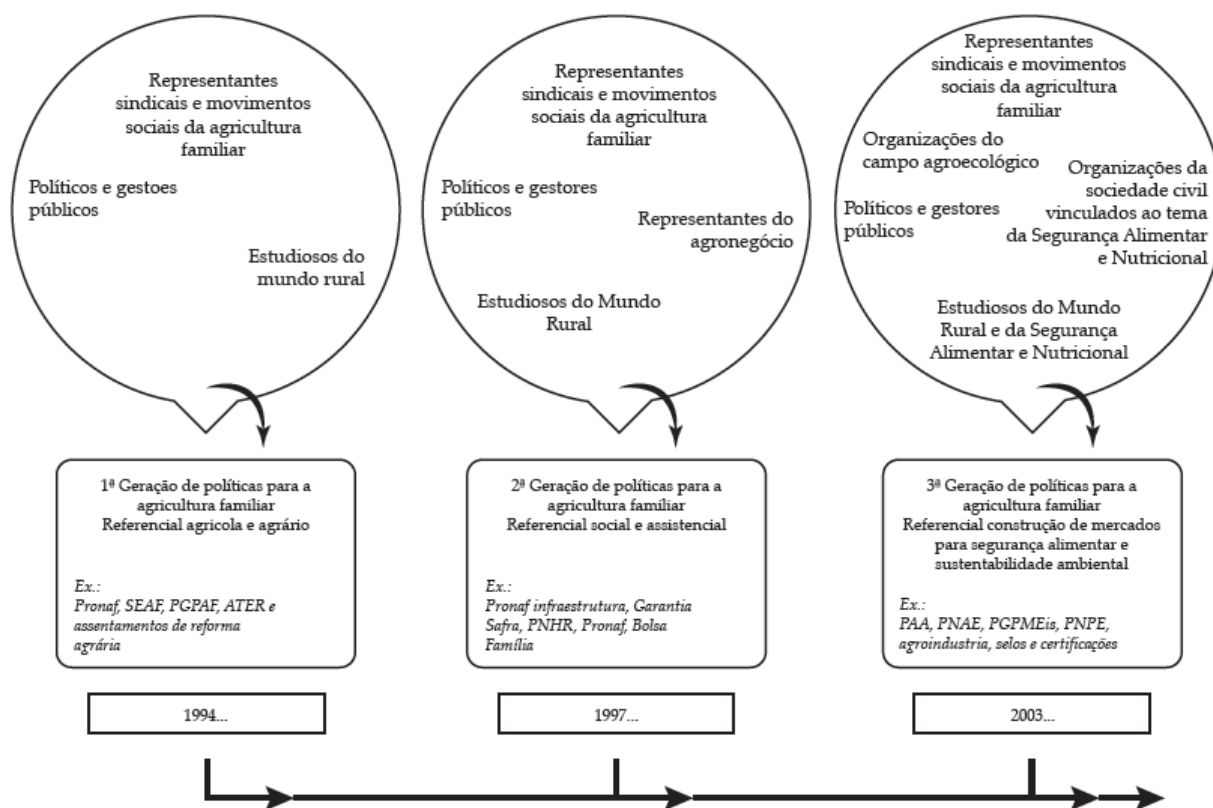 Representantes
sindicais e movimentos
sociais da agricultura
familiar
Políticos e gestoes
públicos
Estudiosos do
mundo rural
1ª Geração de políticas para a
agricultura familiar
Referencial agricola e agrário
Ex.:
Pronaf, SEAF, PGPAF, ATER e
assentamentos de reforma
agrária
1994...
Representantes
sindicais e movimentos
sociais da agricultura
familiar
Políticos e gestores
públicos
Representantes do
agronegócio
Estudiosos do Mundo
Rural
2ª Geração de políticas para a
agricultura familiar
Referencial social e assistencial
Ex.:
Pronaf infraestrutura, Garantia
Safra, PNHR, Pronaf, Bolsa
Família
1997...
Representantes
sindicais e movimentos
sociais da agricultura
familiar
Organizações do
campo agroecológico
Organizações da
sociedade civil
vinculados ao tema
da Segurança Alimentar
e Nutricional
Políticos e gestores
públicos
Estudiosos do Mundo
Rural e da Segurança
Alimentar e Nutricional
3ª Geração de políticas para a
agricultura familiar
Referencial construção de mercados
para segurança alimentar e
sustentabilidade ambiental
Ex.:
PAA, PNAE, PGPMEis, PNPE,
agroindustria, selos e certificações
2003...